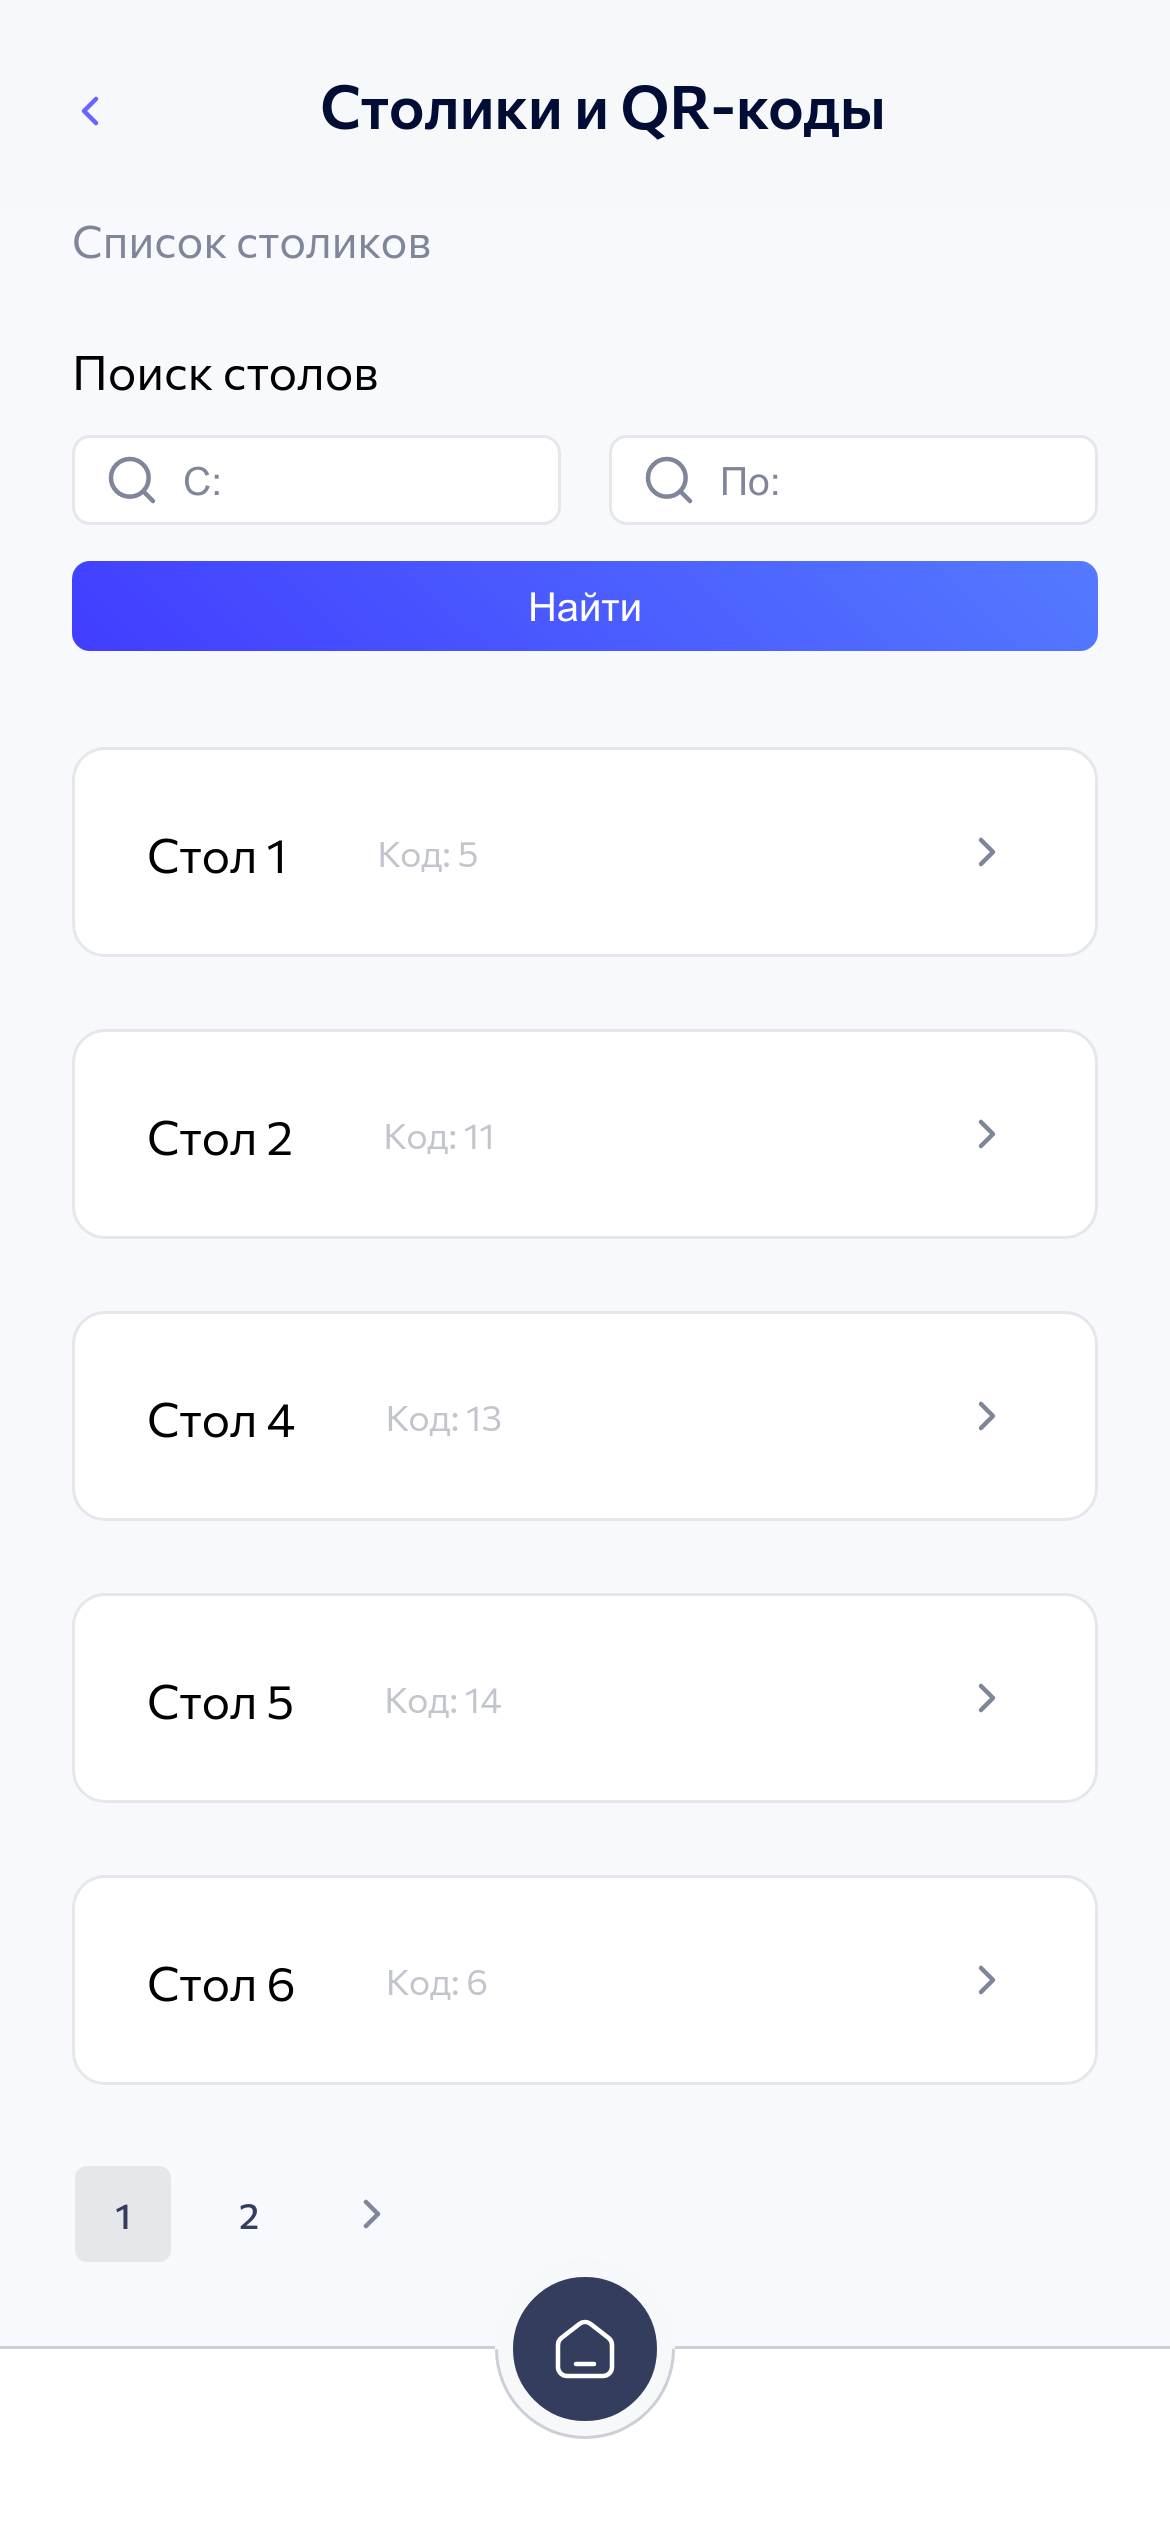 Столики и QR-коды
Список столиков
Поиск столов
С: По:
Найти
Стол 1 Код: 5
Стол 2 Код: 11
Стол 4 Код: 13
Стол 5 Код: 14
Стол 6 Код: 6
1 2